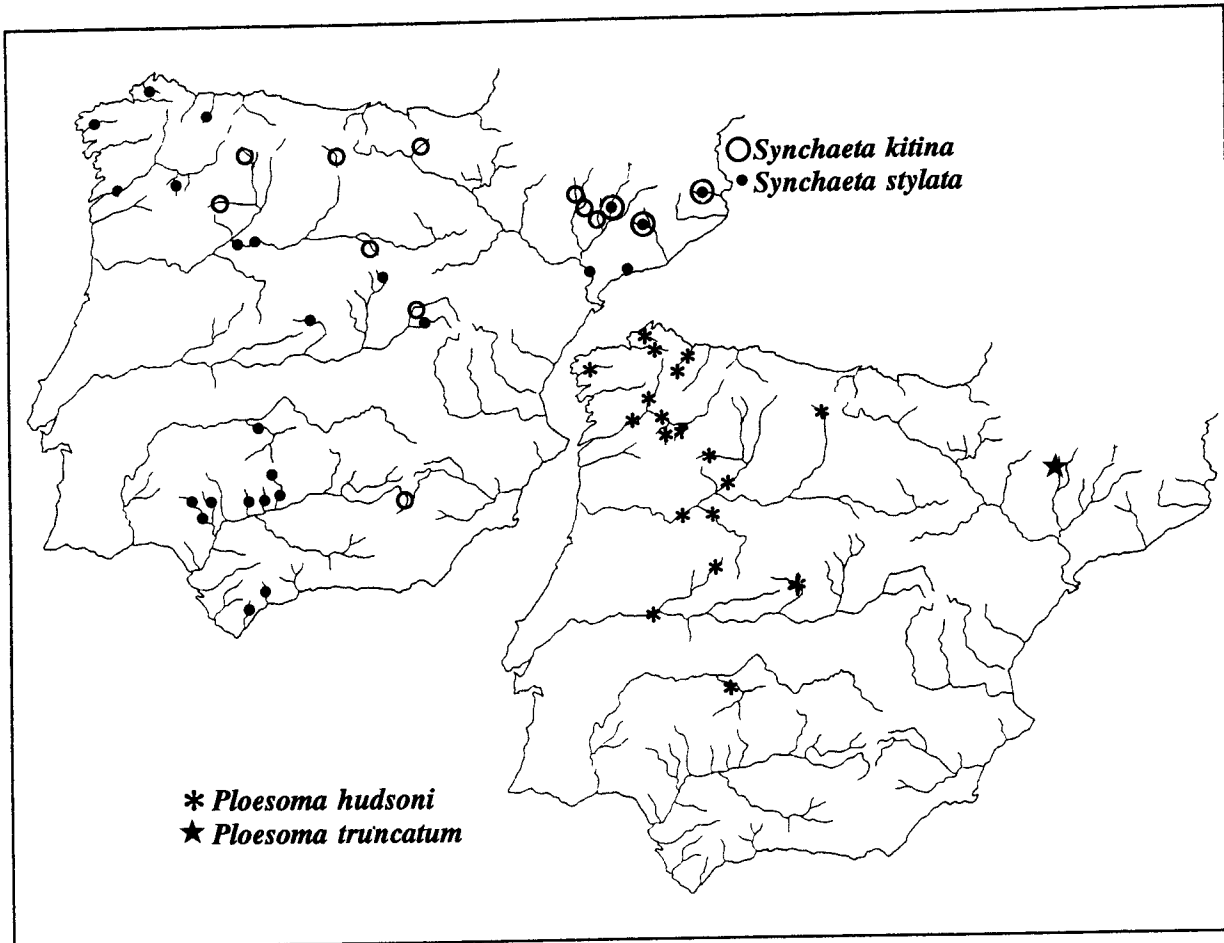 Synchaeta kitina
Synchaeta stylata
Ploesoma hudsoni
Ploesoma truncatum